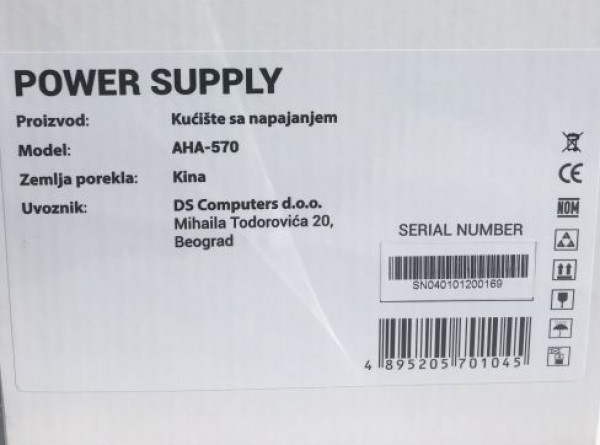 POWER SUPPLY
Proizvod: Kućište sa napajanjem
Model: AHA-570
Zemlja porekla: Kina
Uvoznik: DS Computers d.o.o.
Mihaila Todorovića 20,
Beograd
SERIAL NUMBER
SN040101200169
4 895205 701045
CE
NOM